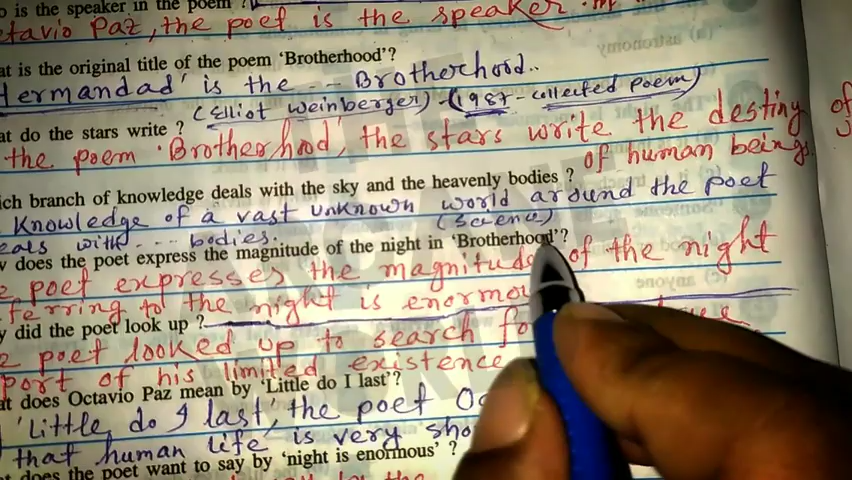 o is the speaker in the poem ?
ctavio Paz, the poet is the speaker
at is the original title of the poem 'Brotherhood'?
Hermandad' is the --- Brotherhood..
(Elliot Weinberger) - (1987 - collected poem)
at do the stars write ?
the poem 'Brotherhood', the stars write the destiny of
of human beings
ich branch of knowledge deals with the sky and the heavenly bodies ?
Knowledge of a vast unknown world around the poet
eals with --- bodies. (Science)
w does the poet express the magnitude of the night in 'Brotherhood'?
e poet expresses the magnitude of the night
ferring to the night is enormou
y did the poet look up ?
e poet looked up to search fo
port of his limited existence
at does Octavio Paz mean by 'Little do I last'?
'Little do I last', the poet Oc
that human life is very sho
t does the poet want to say by 'night is enormous' ?